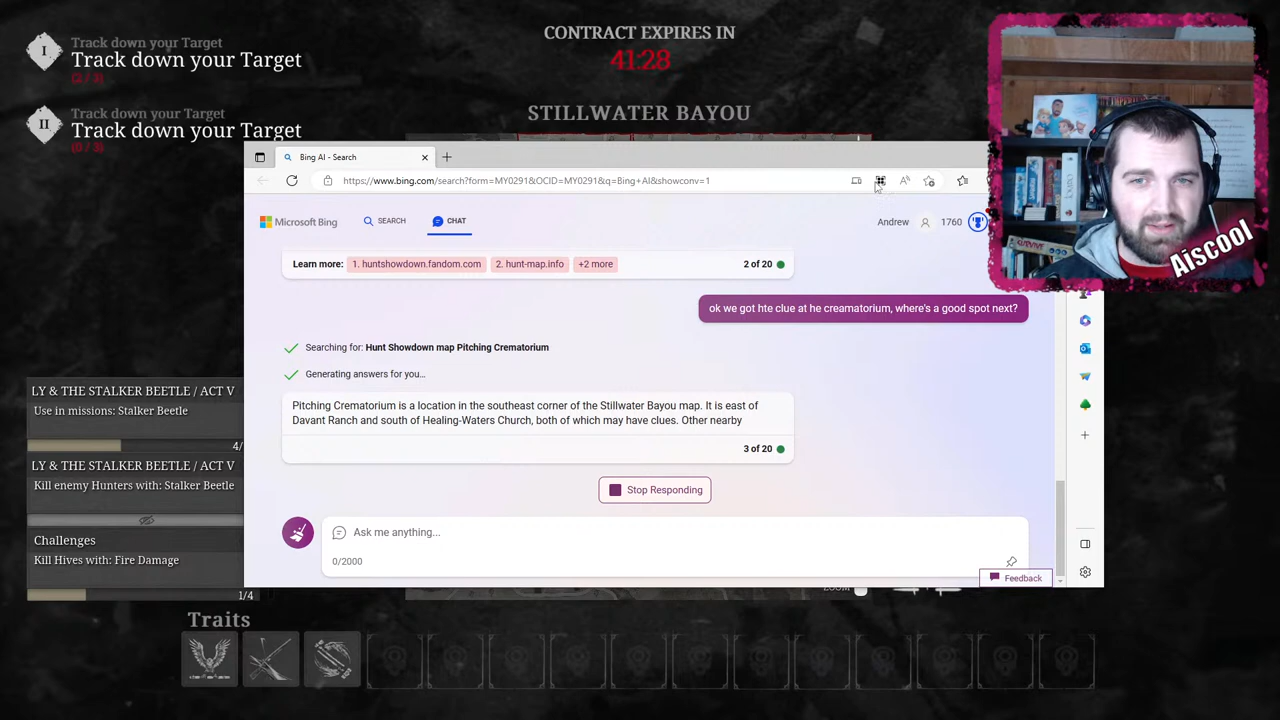 I
Track down your Target
Track down your Target
(2 / 3)
II
Track down your Target
Track down your Target
(0 / 3)
CONTRACT EXPIRES IN
41:28
STILLWATER BAYOU
Bing AI - Search
https://www.bing.com/search?form=MY0291&OCID=MY0291&q=Bing+AI&showconv=1
Microsoft Bing
SEARCH
CHAT
Andrew
1760
Aiscool
Learn more:
1. huntshowdown.fandom.com
2. hunt-map.info
+2 more
2 of 20
ok we got hte clue at he creamatorium, where's a good spot next?
Searching for: Hunt Showdown map Pitching Crematorium
Generating answers for you...
Pitching Crematorium is a location in the southeast corner of the Stillwater Bayou map. It is east of
Davant Ranch and south of Healing-Waters Church, both of which may have clues. Other nearby
3 of 20
Stop Responding
Ask me anything...
0/2000
Feedback
LY & THE STALKER BEETLE / ACT V
Use in missions: Stalker Beetle
4/
LY & THE STALKER BEETLE / ACT V
Kill enemy Hunters with: Stalker Beetle
Challenges
Kill Hives with: Fire Damage
1/4
ZOOM
Traits